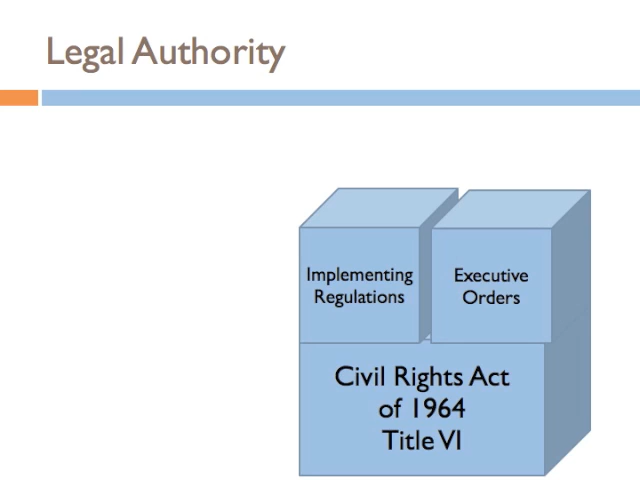 Legal Authority
Implementing
Regulations
Executive
Orders
Civil Rights Act
of 1964
Title VI